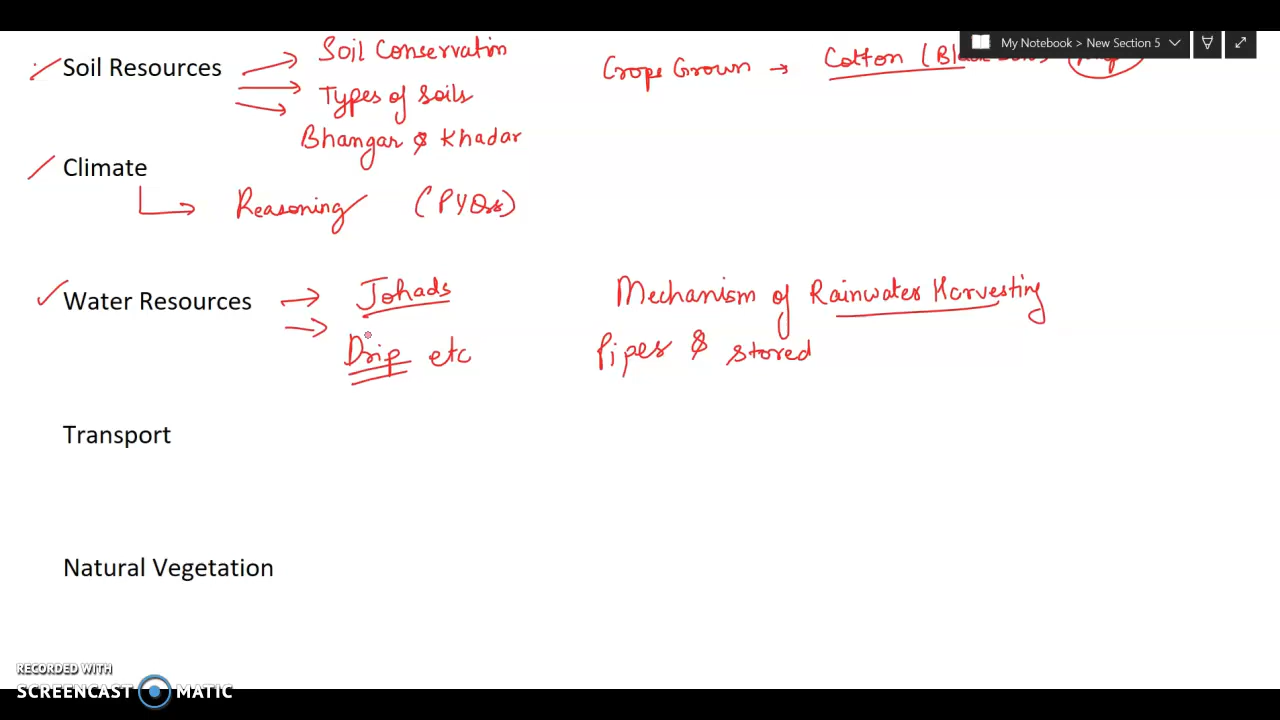 My Notebook > New Section 5
Soil Resources
Soil Conservation
Crops Grown → Cotton (Black
Types of Soils
Bhangar & Khadar
Climate
Reasoning (PYQs)
Water Resources
Johads
Mechanism of Rainwater Harvesting
Drip etc
Pipes & stored
Transport
Natural Vegetation
RECORDED WITH
SCREENCAST MATIC